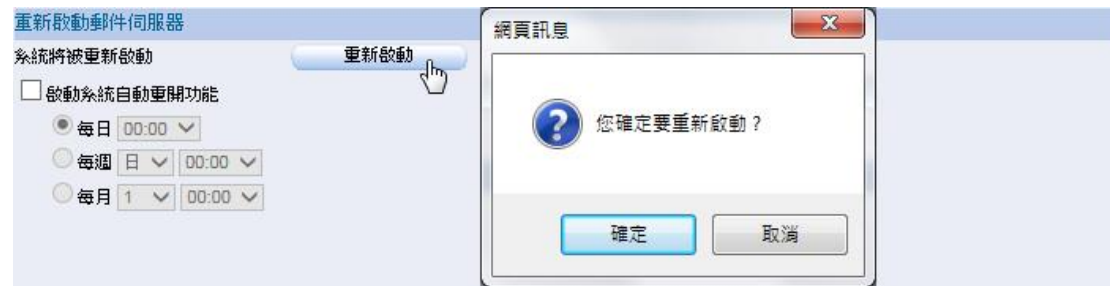 重新啟動郵件伺服器
系統將被重新啟動 重新啟動
啟動系統自動重開功能
每日 00:00
每週 日 00:00
每月 1 00:00
網頁訊息
您確定要重新啟動？
確定 取消